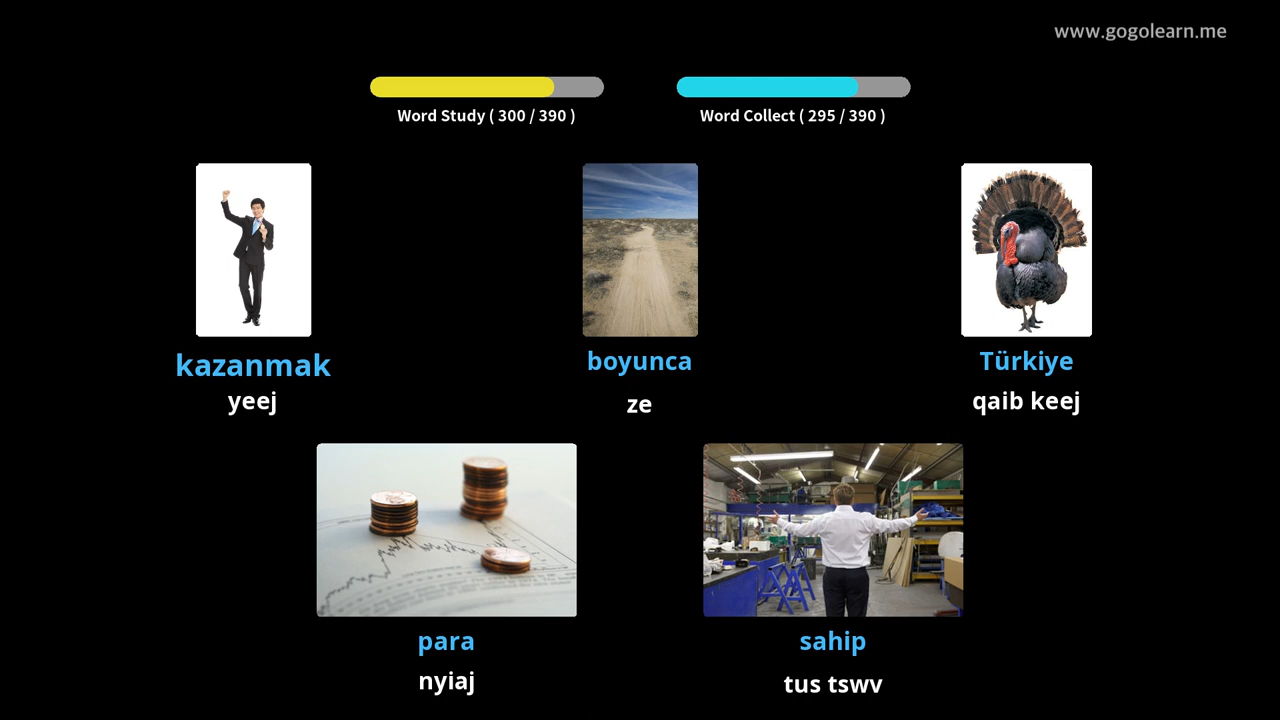 www.gogolearn.me
Word Study ( 300 / 390 )
Word Collect ( 295 / 390 )
kazanmak
yeej
boyunca
ze
Türkiye
qaib keej
para
nyiaj
sahip
tus tswv